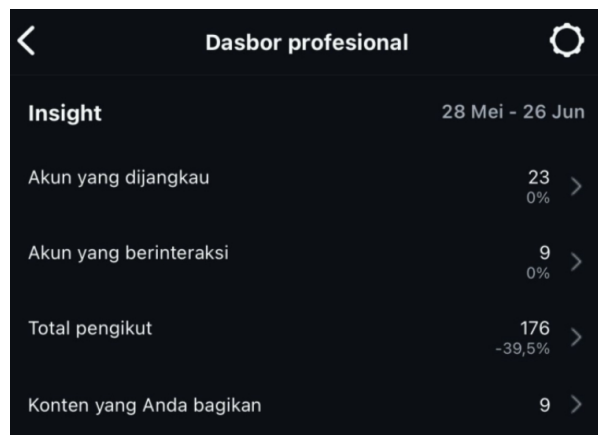 Dasbor profesional
Insight 28 Mei - 26 Jun
Akun yang dijangkau 23
0%
Akun yang berinteraksi 9
0%
Total pengikut 176
-39,5%
Konten yang Anda bagikan 9